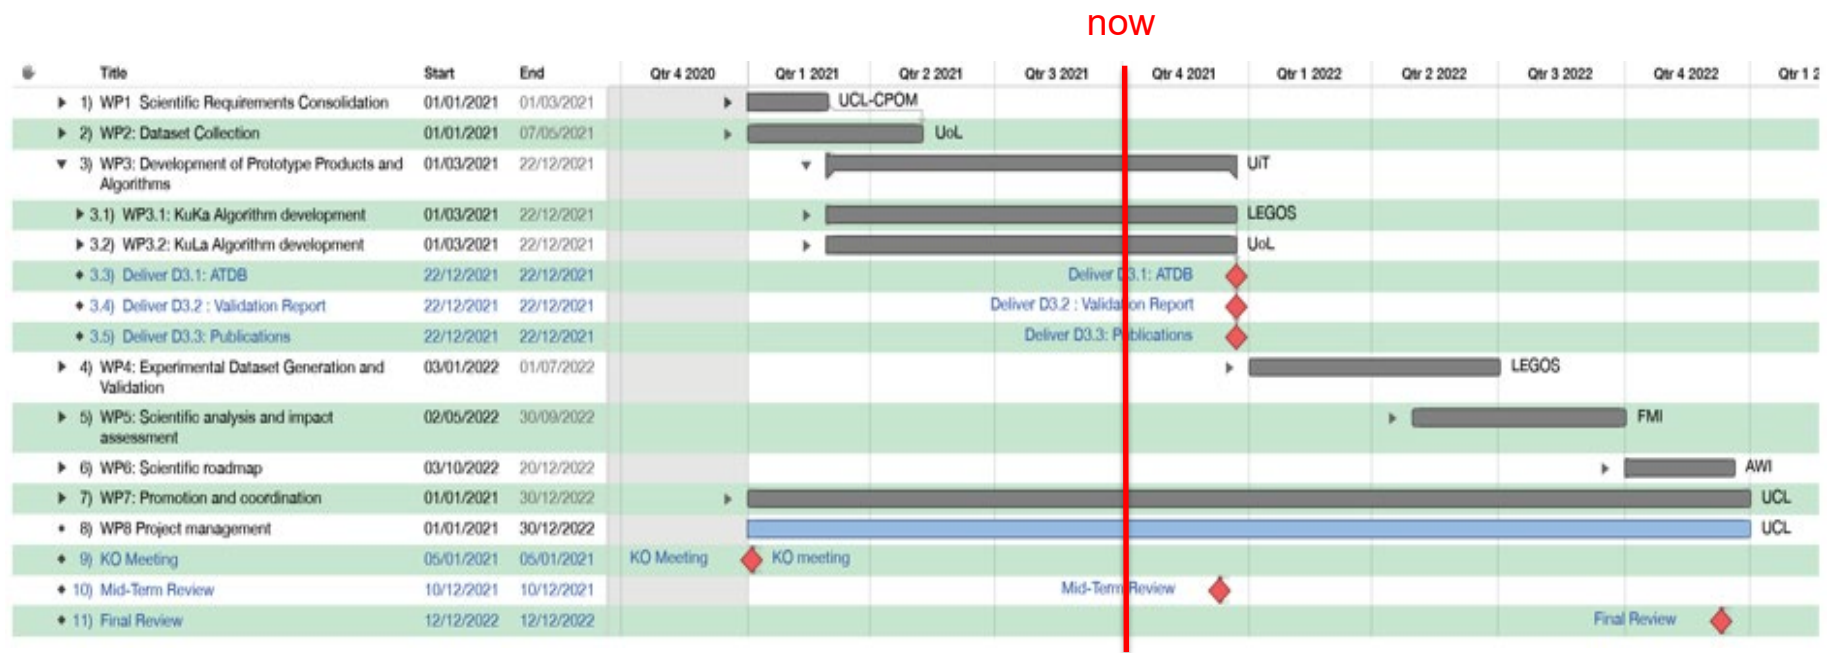 now
Title Start End Qtr 4 2020 Qtr 1 2021 Qtr 2 2021 Qtr 3 2021 Qtr 4 2021 Qtr 1 2022 Qtr 2 2022 Qtr 3 2022 Qtr 4 2022 Qtr 1 2
1) WP1 Scientific Requirements Consolidation 01/01/2021 01/03/2021 UCL-CPOM
2) WP2: Dataset Collection 01/01/2021 07/05/2021 UoL
3) WP3: Development of Prototype Products and 01/03/2021 22/12/2021 UiT
Algorithms
3.1) WP3.1: KuKa Algorithm development 01/03/2021 22/12/2021 LEGOS
3.2) WP3.2: KuLa Algorithm development 01/03/2021 22/12/2021 UoL
3.3) Deliver D3.1: ATDB 22/12/2021 22/12/2021 Deliver D3.1: ATDB
3.4) Deliver D3.2 : Validation Report 22/12/2021 22/12/2021 Deliver D3.2 : Validation Report
3.5) Deliver D3.3: Publications 22/12/2021 22/12/2021 Deliver D3.3: Publications
4) WP4: Experimental Dataset Generation and 03/01/2022 01/07/2022 LEGOS
Validation
5) WP5: Scientific analysis and impact 02/05/2022 30/09/2022 FMI
assessment
6) WP6: Scientific roadmap 03/10/2022 20/12/2022 AWI
7) WP7: Promotion and coordination 01/01/2021 30/12/2022 UCL
8) WP8 Project management 01/01/2021 30/12/2022 UCL
9) KO Meeting 05/01/2021 05/01/2021 KO Meeting KO meeting
10) Mid-Term Review 10/12/2021 10/12/2021 Mid-Term Review
11) Final Review 12/12/2022 12/12/2022 Final Review